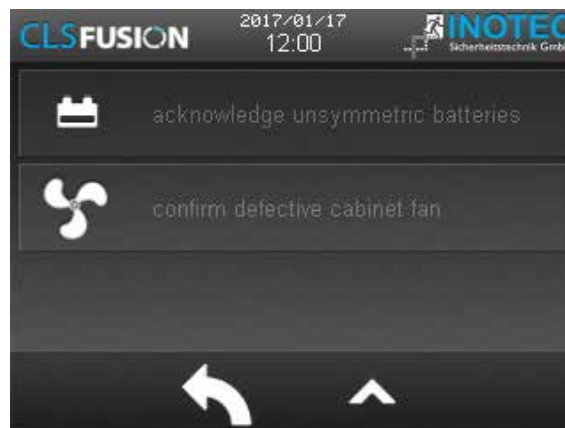 CLSFUSION
2017/01/17
12:00
INOTEC
Sicherheitstechnik GmbH
acknowledge unsymmetric batteries
confirm defective cabinet fan